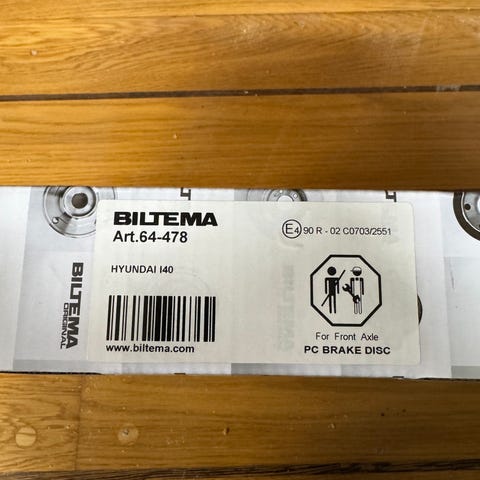 BILTEMA
Art.64-478
HYUNDAI I40
www.biltema.com
E4 90 R - 02 C0703/2551
For Front Axle
PC BRAKE DISC
BILTEMA
ORIGINAL